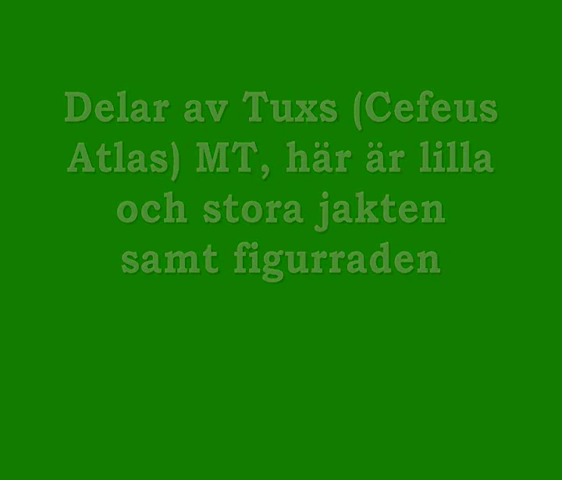 Delar av Tuxs (Cefeus
Atlas) MT, här är lilla
och stora jakten
samt figurraden